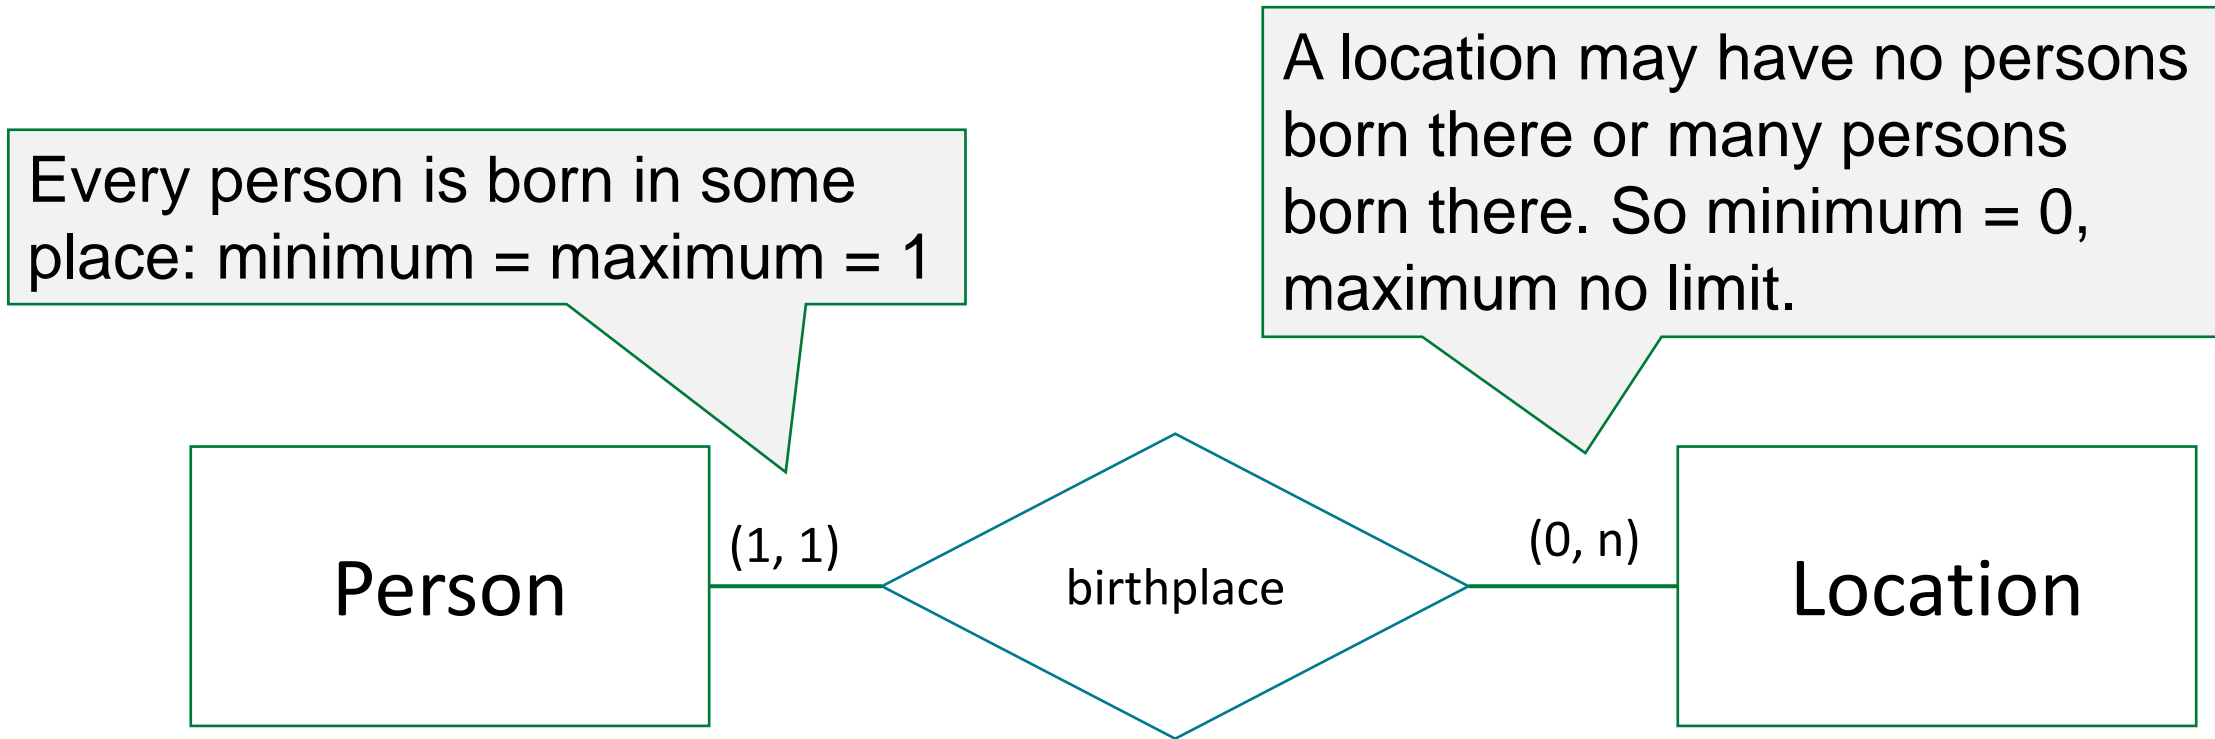 Every person is born in some
place: minimum = maximum = 1
A location may have no persons
born there or many persons
born there. So minimum = 0,
maximum no limit.
Person
(1, 1)
birthplace
(0, n)
Location